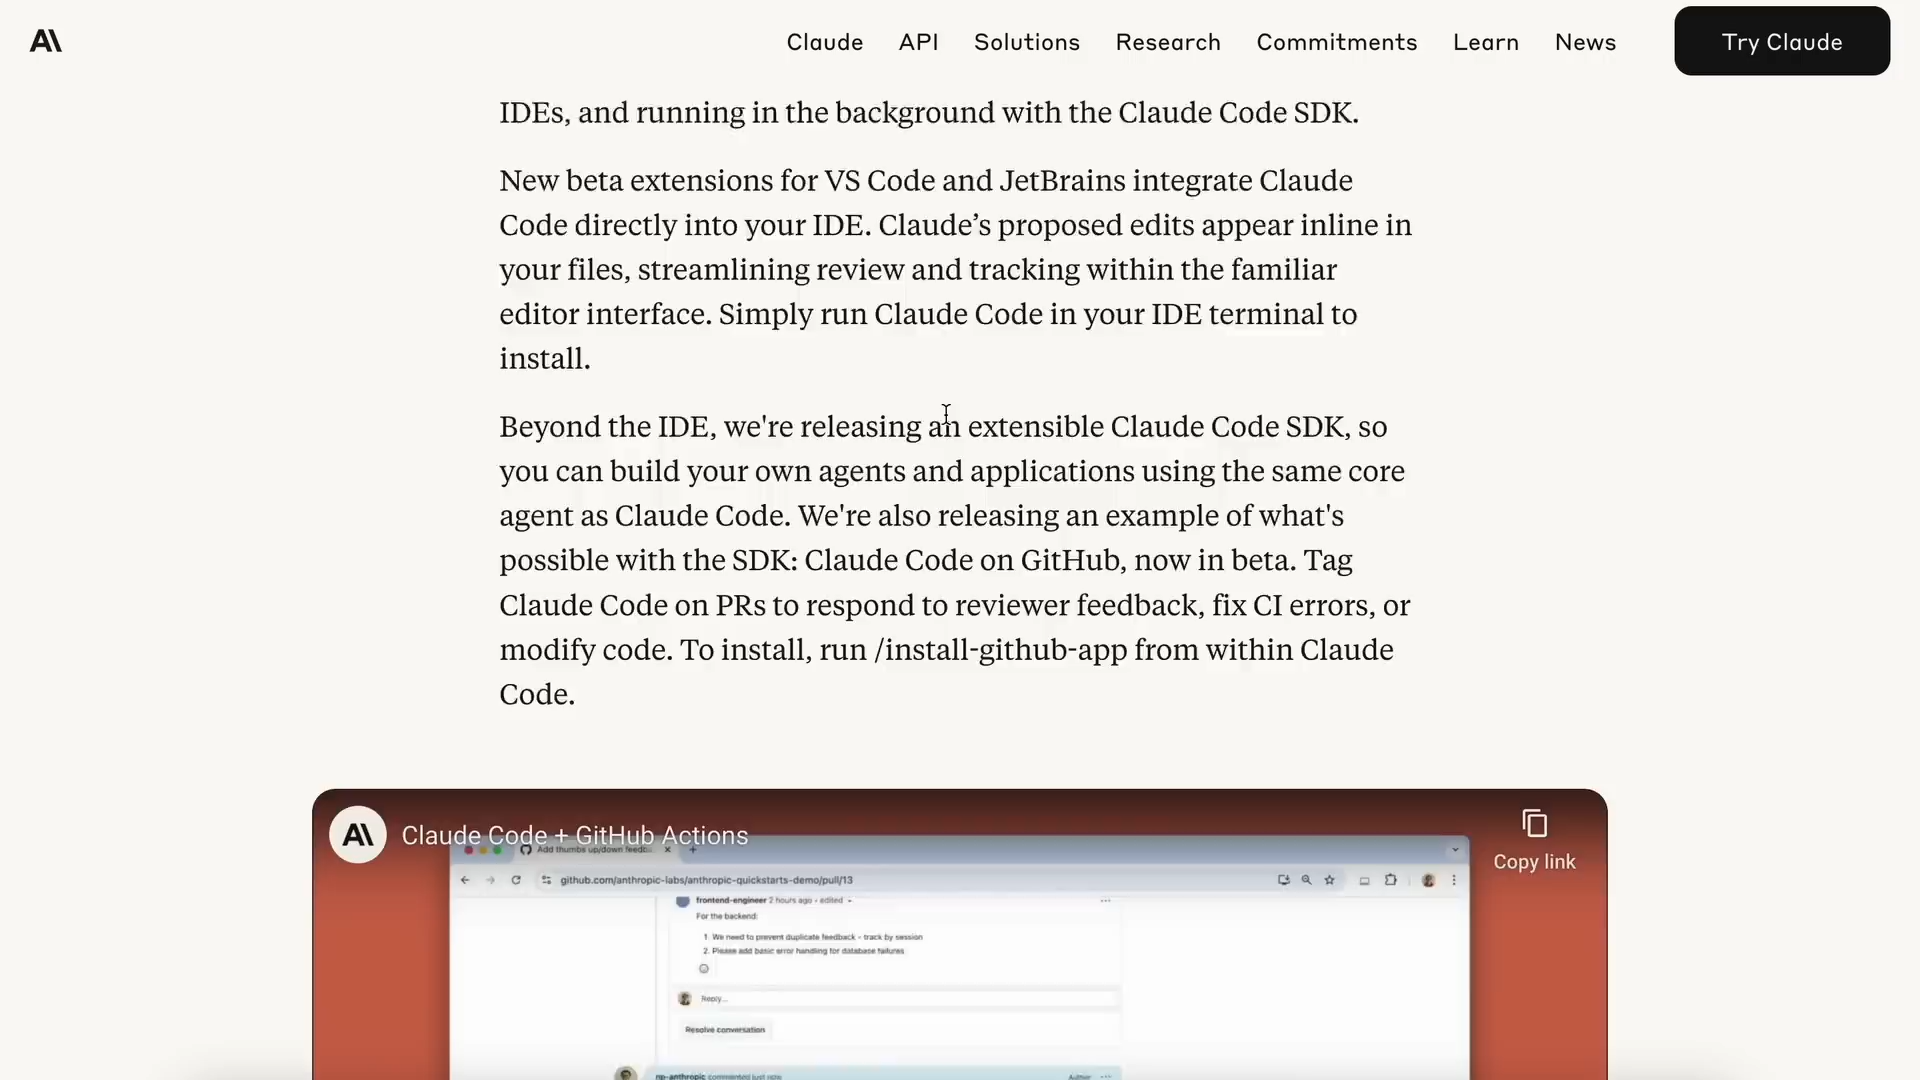 Claude API Solutions Research Commitments Learn News Try Claude
IDEs, and running in the background with the Claude Code SDK.
New beta extensions for VS Code and JetBrains integrate Claude
Code directly into your IDE. Claude’s proposed edits appear inline in
your files, streamlining review and tracking within the familiar
editor interface. Simply run Claude Code in your IDE terminal to
install.
Beyond the IDE, we're releasing an extensible Claude Code SDK, so
you can build your own agents and applications using the same core
agent as Claude Code. We're also releasing an example of what's
possible with the SDK: Claude Code on GitHub, now in beta. Tag
Claude Code on PRs to respond to reviewer feedback, fix CI errors, or
modify code. To install, run /install-github-app from within Claude
Code.
Claude Code + GitHub Actions
Copy link
Add thumbs up/down feedb
github.com/anthropic-labs/anthropic-quickstarts-demo/pull/13
frontend-engineer 2 hours ago • edited
For the backend:
1. We need to prevent duplicate feedback - track by session
2. Please add basic error handling for database failures
Reply...
Resolve conversation
np-anthropic commented just now Author